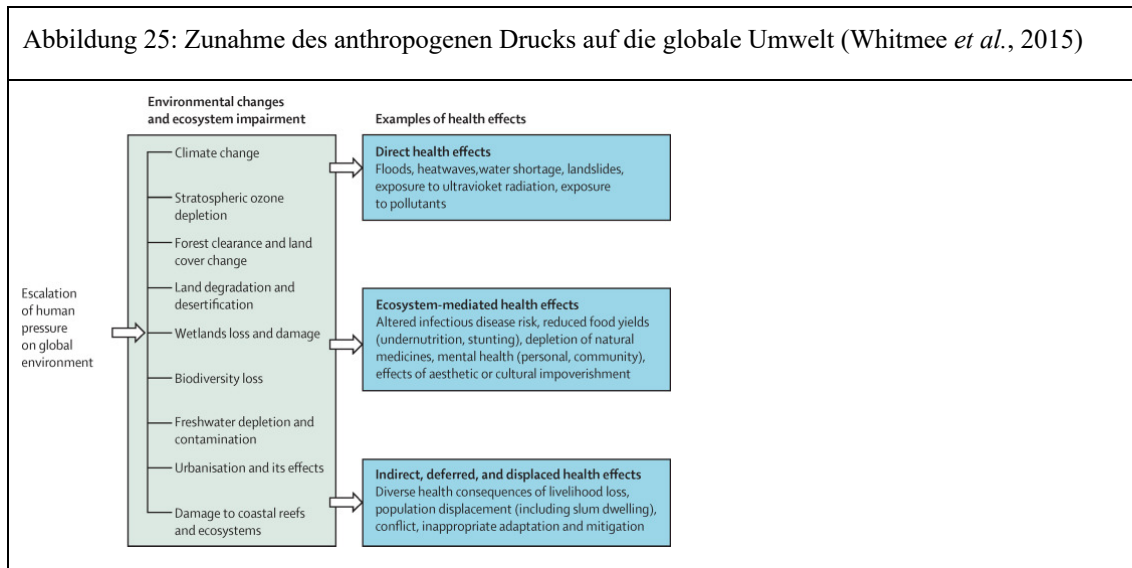 Abbildung 25: Zunahme des anthropogenen Drucks auf die globale Umwelt (Whitmee et al., 2015)
Escalation
of human
pressure
on global
environment
Environmental changes
and ecosystem impairment
Climate change
Stratospheric ozone
depletion
Forest clearance and land
cover change
Land degradation and
desertification
Wetlands loss and damage
Biodiversity loss
Freshwater depletion and
contamination
Urbanisation and its effects
Damage to coastal reefs
and ecosystems
Examples of health effects
Direct health effects
Floods, heatwaves,water shortage, landslides,
exposure to ultravioket radiation, exposure
to pollutants
Ecosystem-mediated health effects
Altered infectious disease risk, reduced food yields
(undernutrition, stunting), depletion of natural
medicines, mental health (personal, community),
effects of aesthetic or cultural impoverishment
Indirect, deferred, and displaced health effects
Diverse health consequences of livelihood loss,
population displacement (including slum dwelling),
conflict, inappropriate adaptation and mitigation